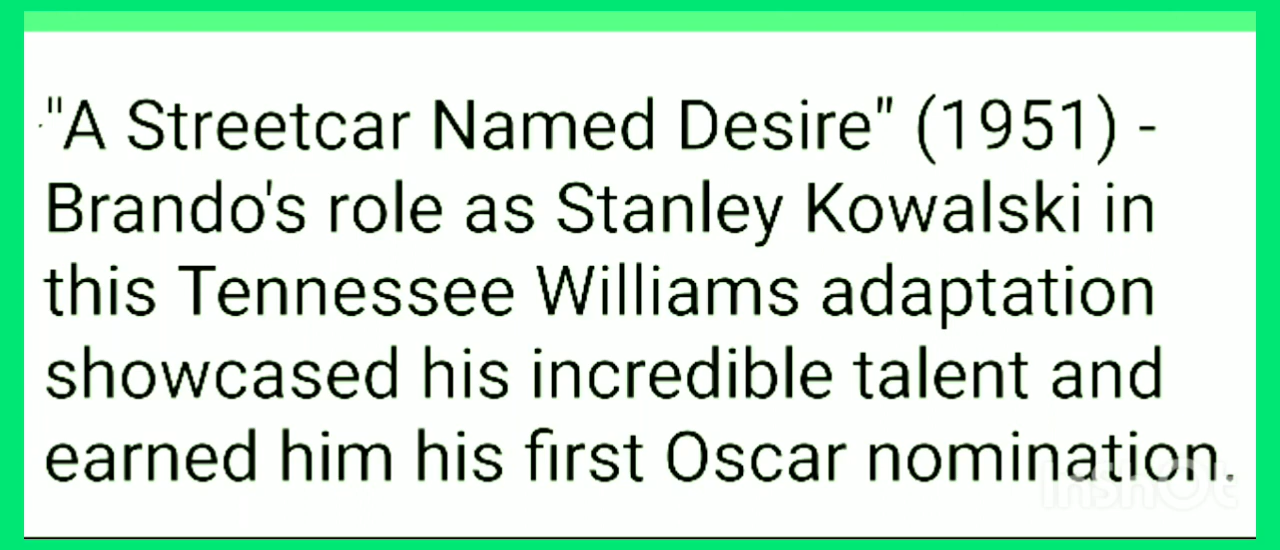 "A Streetcar Named Desire" (1951) -
Brando's role as Stanley Kowalski in
this Tennessee Williams adaptation
showcased his incredible talent and
earned him his first Oscar nomination.
InShOt